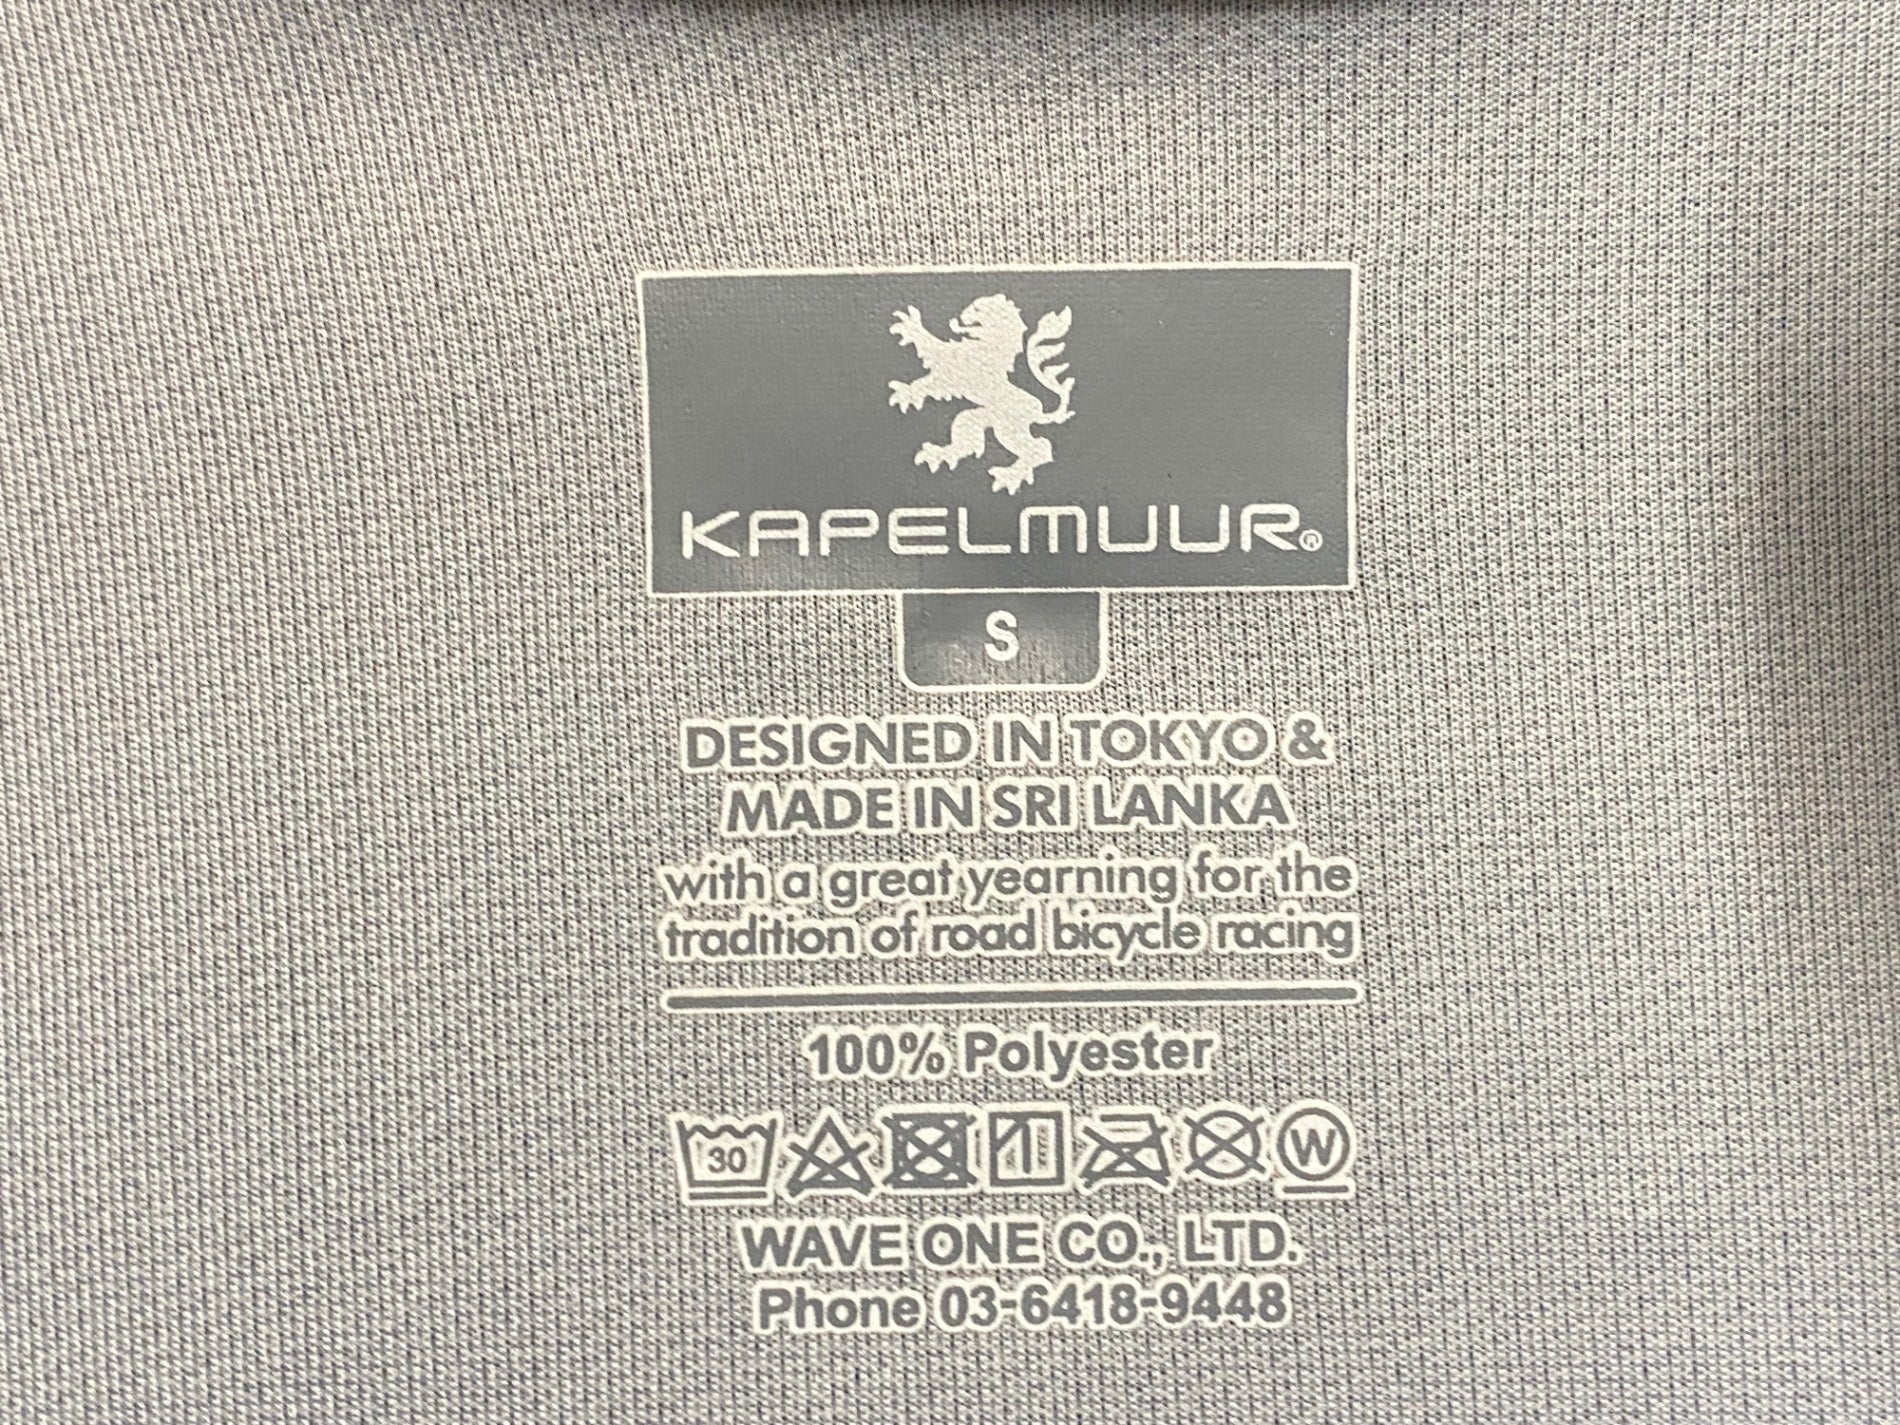 KAPELMUUR®
S
DESIGNED IN TOKYO &
MADE IN SRI LANKA
with a great yearning for the
tradition of road bicycle racing
100% Polyester
30 W
WAVE ONE CO., LTD.
Phone 03-6418-9448